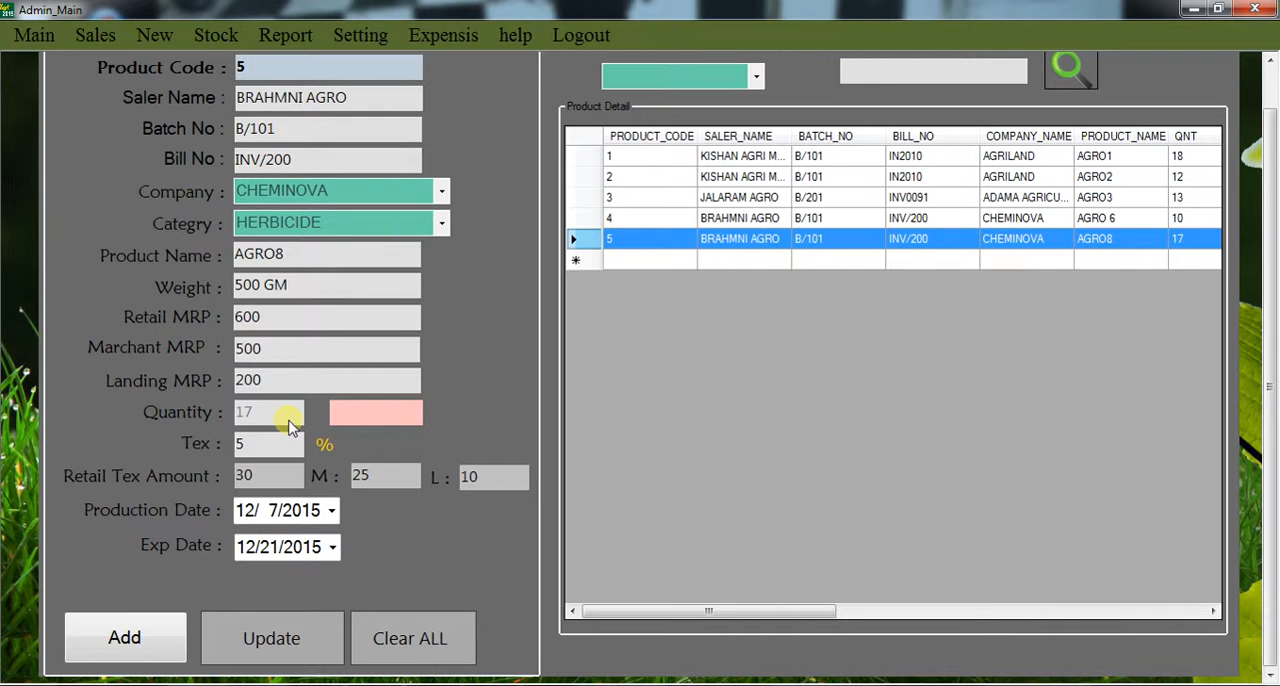 Admin_Main
Main Sales New Stock Report Setting Expensis help Logout
Product Code : 5
Saler Name : BRAHMNI AGRO
Batch No : B/101
Bill No : INV/200
Company : CHEMINOVA
Categry : HERBICIDE
Product Name : AGRO8
Weight : 500 GM
Retail MRP : 600
Marchant MRP : 500
Landing MRP : 200
Quantity : 17
Tex : 5 %
Retail Tex Amount : 30 M : 25 L : 10
Production Date : 12/ 7/2015
Exp Date : 12/21/2015
Add Update Clear ALL
Product Detail
PRODUCT_CODE SALER_NAME BATCH_NO BILL_NO COMPANY_NAME PRODUCT_NAME QNT
1 KISHAN AGRI M... B/101 IN2010 AGRILAND AGRO1 18
2 KISHAN AGRI M... B/101 IN2010 AGRILAND AGRO2 12
3 JALARAM AGRO B/201 INV0091 ADAMA AGRICU... AGRO3 13
4 BRAHMNI AGRO B/101 INV/200 CHEMINOVA AGRO 6 10
5 BRAHMNI AGRO B/101 INV/200 CHEMINOVA AGRO8 17